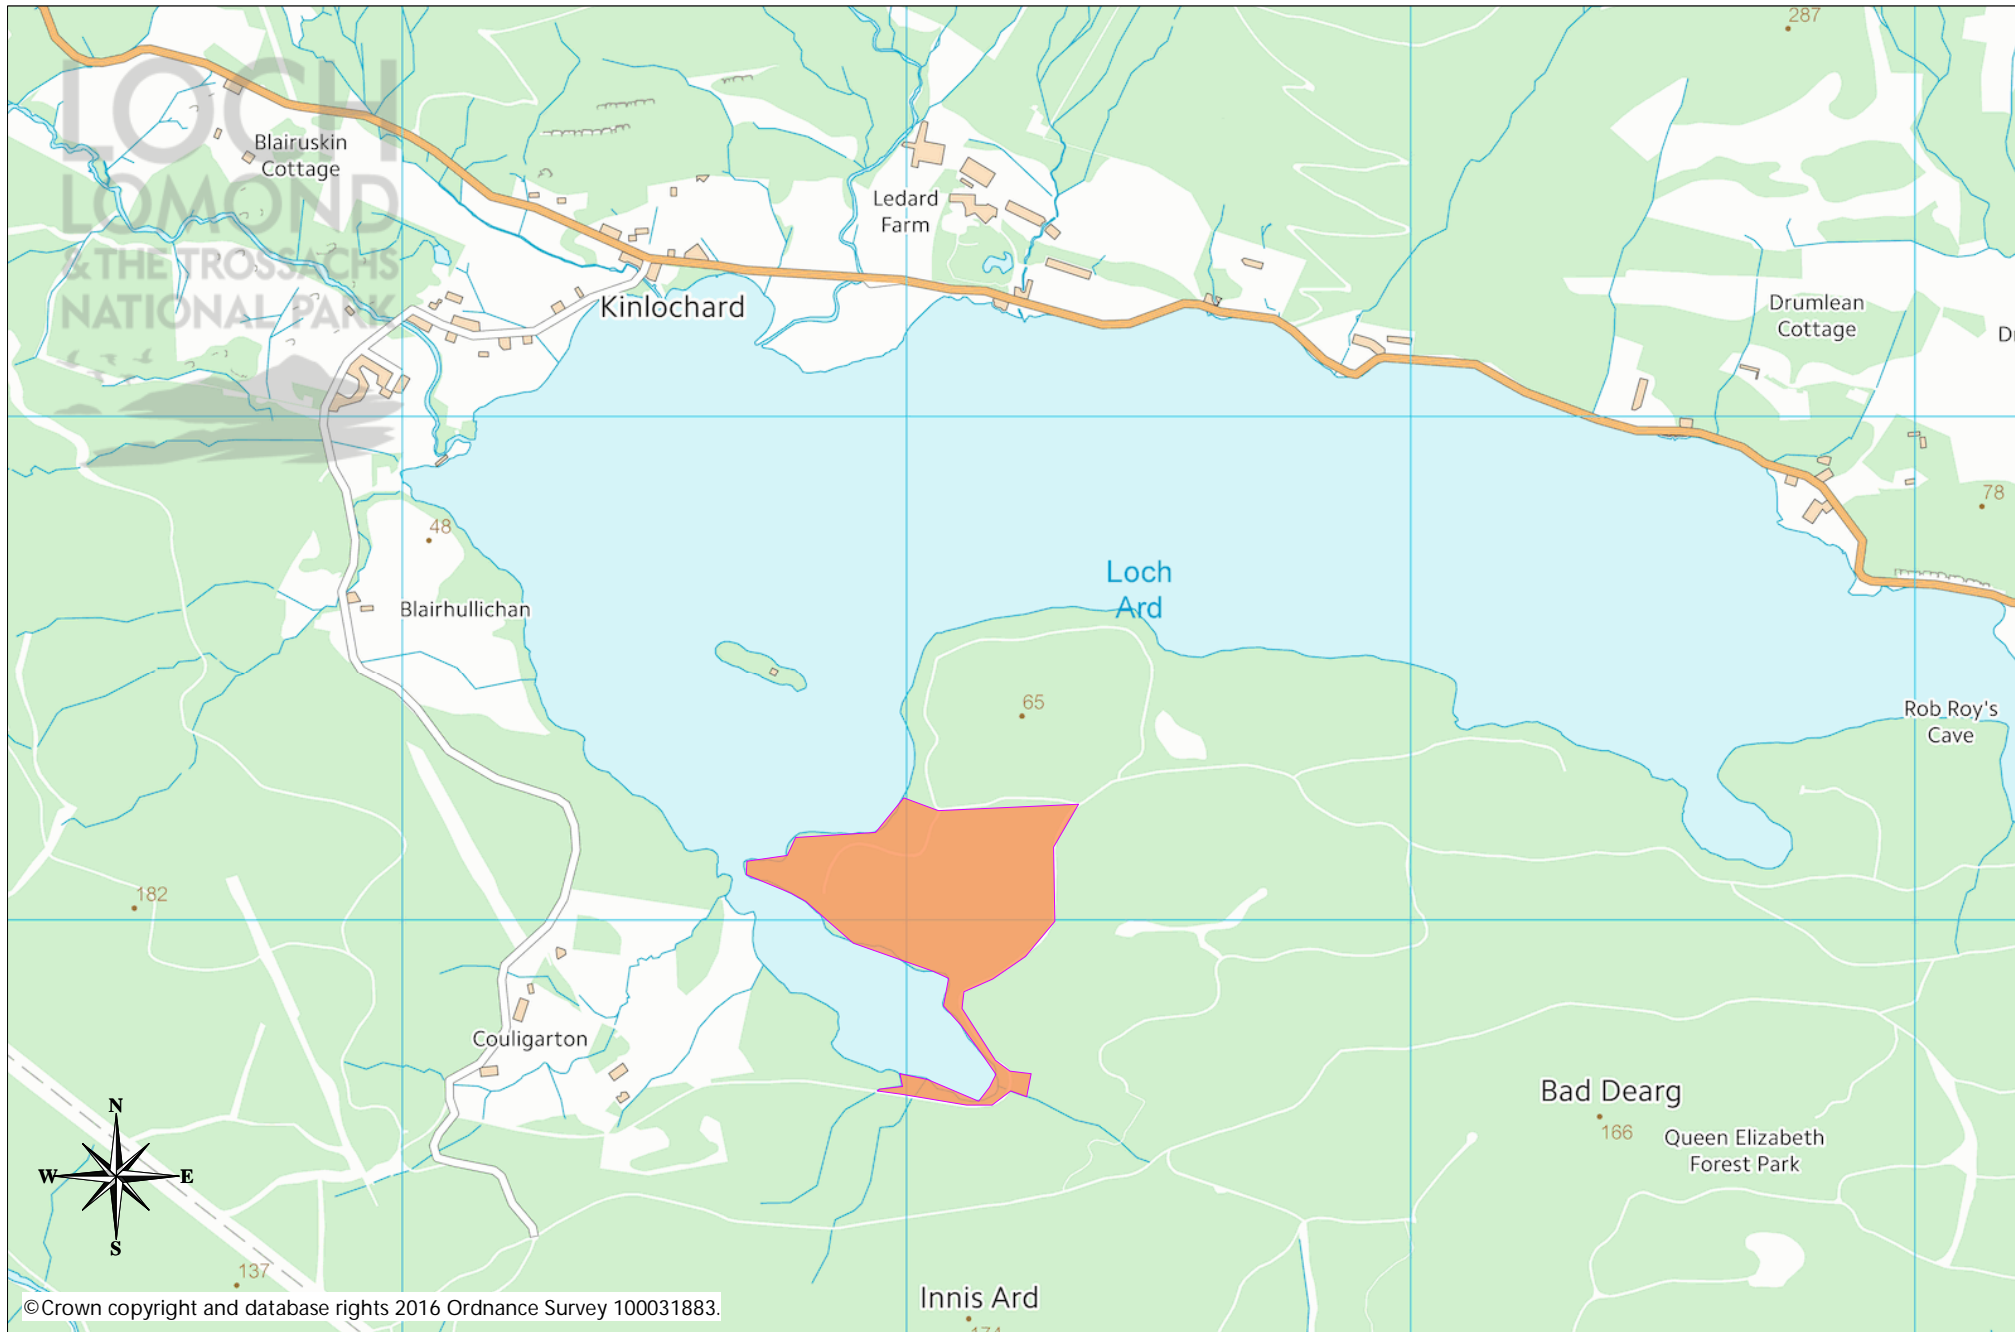 287
LOCH
LOMOND
& THE TROSSACHS
NATIONAL PARK
Blairuskin
Cottage
Ledard
Farm
Kinlochard
Drumlean
Cottage
78
48
Loch
Ard
Blairhullichan
65
Rob Roy's
Cave
182
Couligarton
Bad Dearg
166
Queen Elizabeth
Forest Park
N
W E
S
137
Innis Ard
174
©Crown copyright and database rights 2016 Ordnance Survey 100031883.